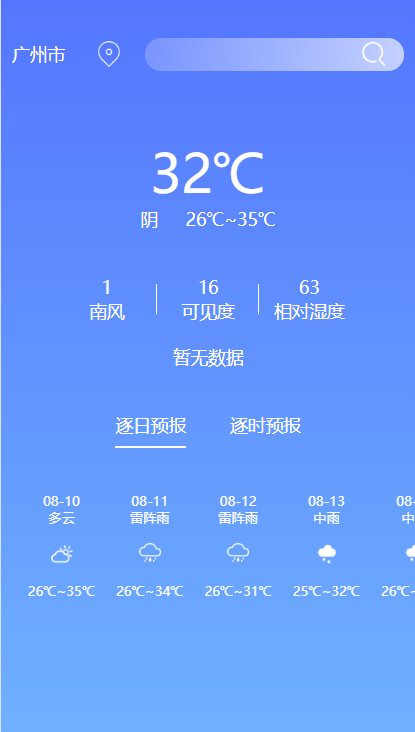 广州市
32℃
阴 26℃~35℃
1 16 63
南风 可见度 相对湿度
暂无数据
逐日预报 逐时预报
08-10 08-11 08-12 08-13 08-
多云 雷阵雨 雷阵雨 中雨 中
26℃~35℃ 26℃~34℃ 26℃~31℃ 25℃~32℃ 26℃~